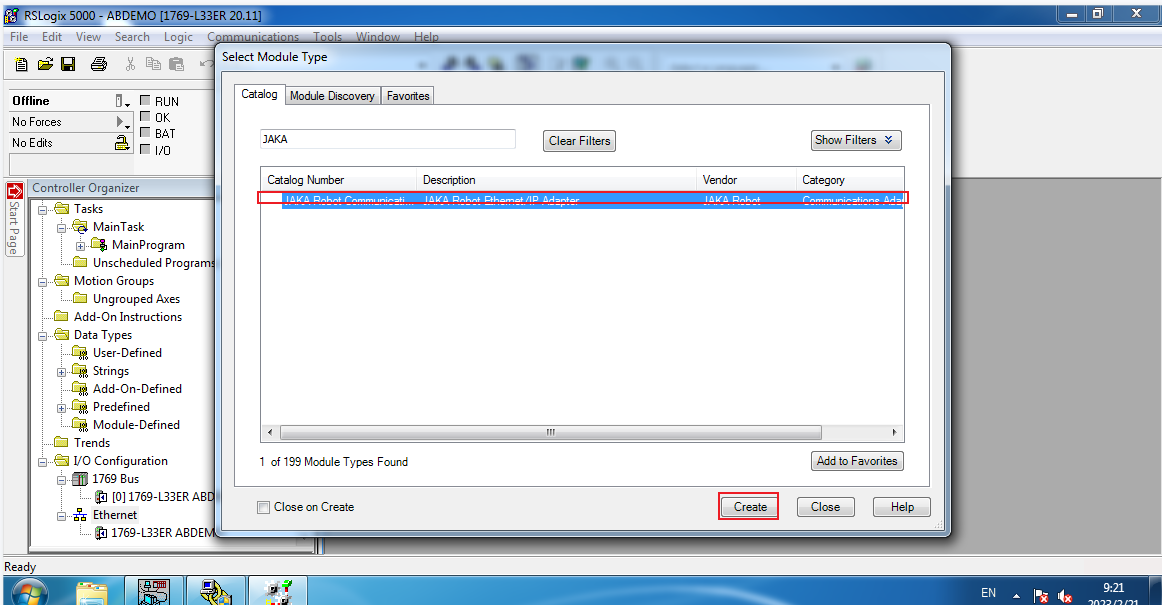 RSLogix 5000 - ABDEMO [1769-L33ER 20.11]
File Edit View Search Logic Communications Tools Window Help
Select Module Type
Catalog Module Discovery Favorites
Offline RUN
No Forces OK
No Edits BAT
I/O
JAKA Clear Filters Show Filters
Catalog Number Description Vendor Category
JAKA Robot Communicati... JAKA Robot Ethernet/IP Adapter JAKA Robot Communications Ada
Start Page
Controller Organizer
Tasks
MainTask
MainProgram
Unscheduled Programs
Motion Groups
Ungrouped Axes
Add-On Instructions
Data Types
User-Defined
Strings
Add-On-Defined
Predefined
Module-Defined
Trends
I/O Configuration
1769 Bus
[0] 1769-L33ER ABD
Ethernet
1769-L33ER ABDEM
1 of 199 Module Types Found Add to Favorites
Close on Create Create Close Help
Ready
EN 9:21
2023/2/21